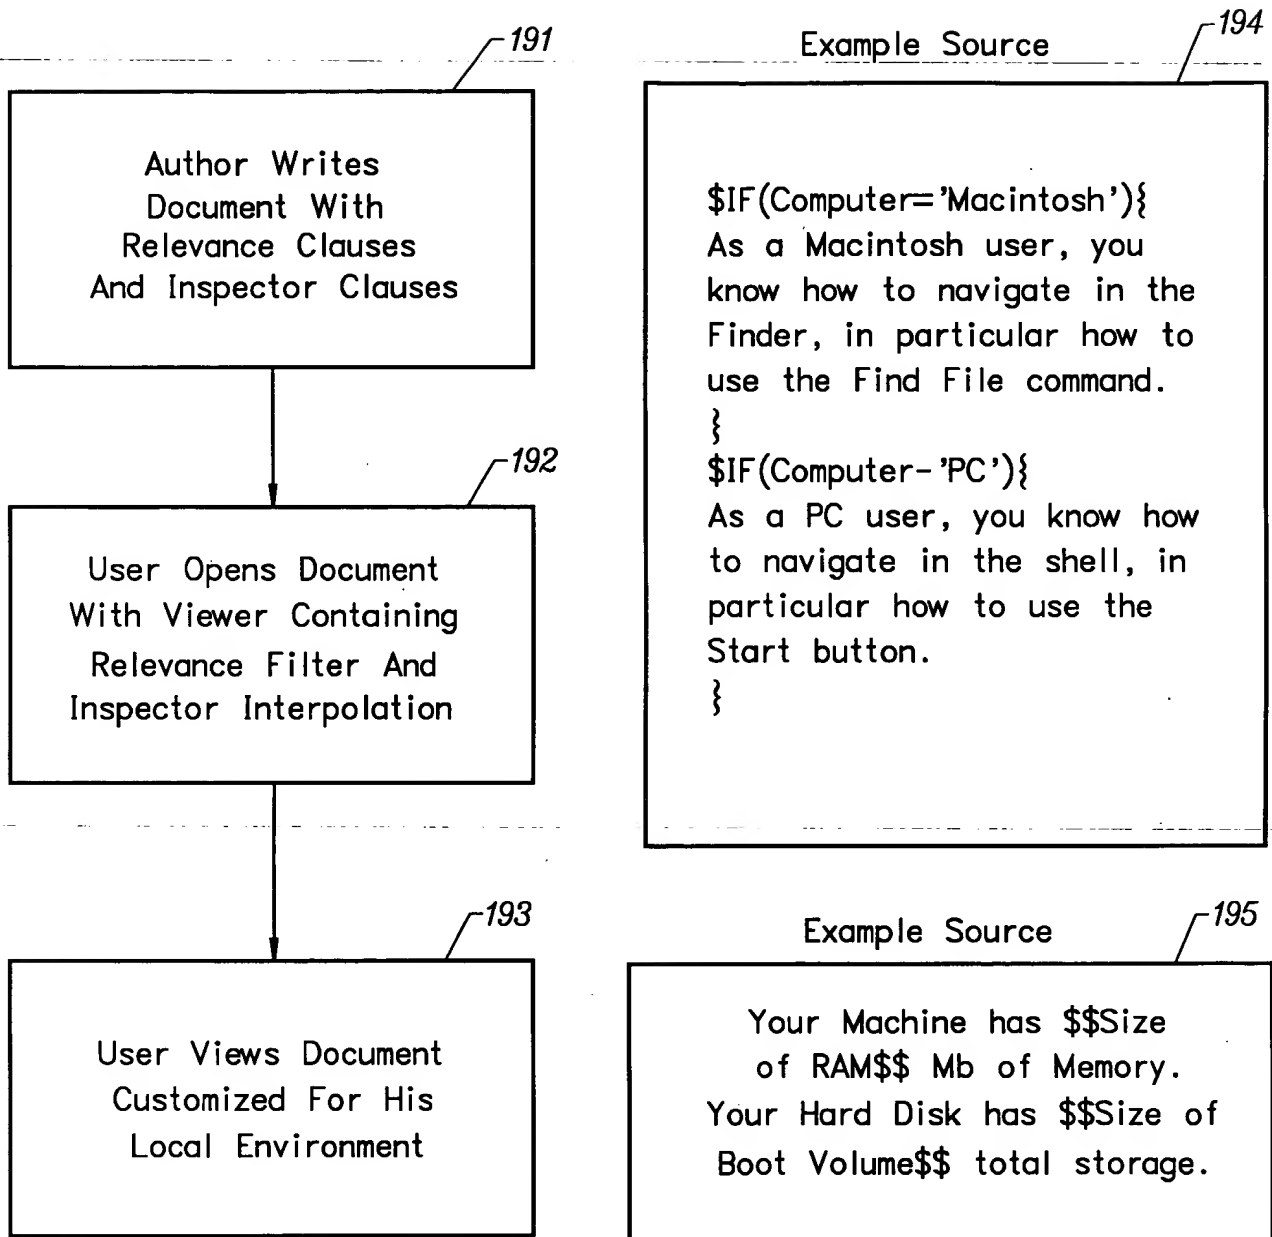 191
Author Writes
Document With
Relevance Clauses
And Inspector Clauses
192
User Opens Document
With Viewer Containing
Relevance Filter And
Inspector Interpolation
193
User Views Document
Customized For His
Local Environment
Example Source
194
$IF(Computer='Macintosh'){
As a Macintosh user, you
know how to navigate in the
Finder, in particular how to
use the Find File command.
}
$IF(Computer-'PC'){
As a PC user, you know how
to navigate in the shell, in
particular how to use the
Start button.
}
Example Source
195
Your Machine has $$Size
of RAM$$ Mb of Memory.
Your Hard Disk has $$Size of
Boot Volume$$ total storage.